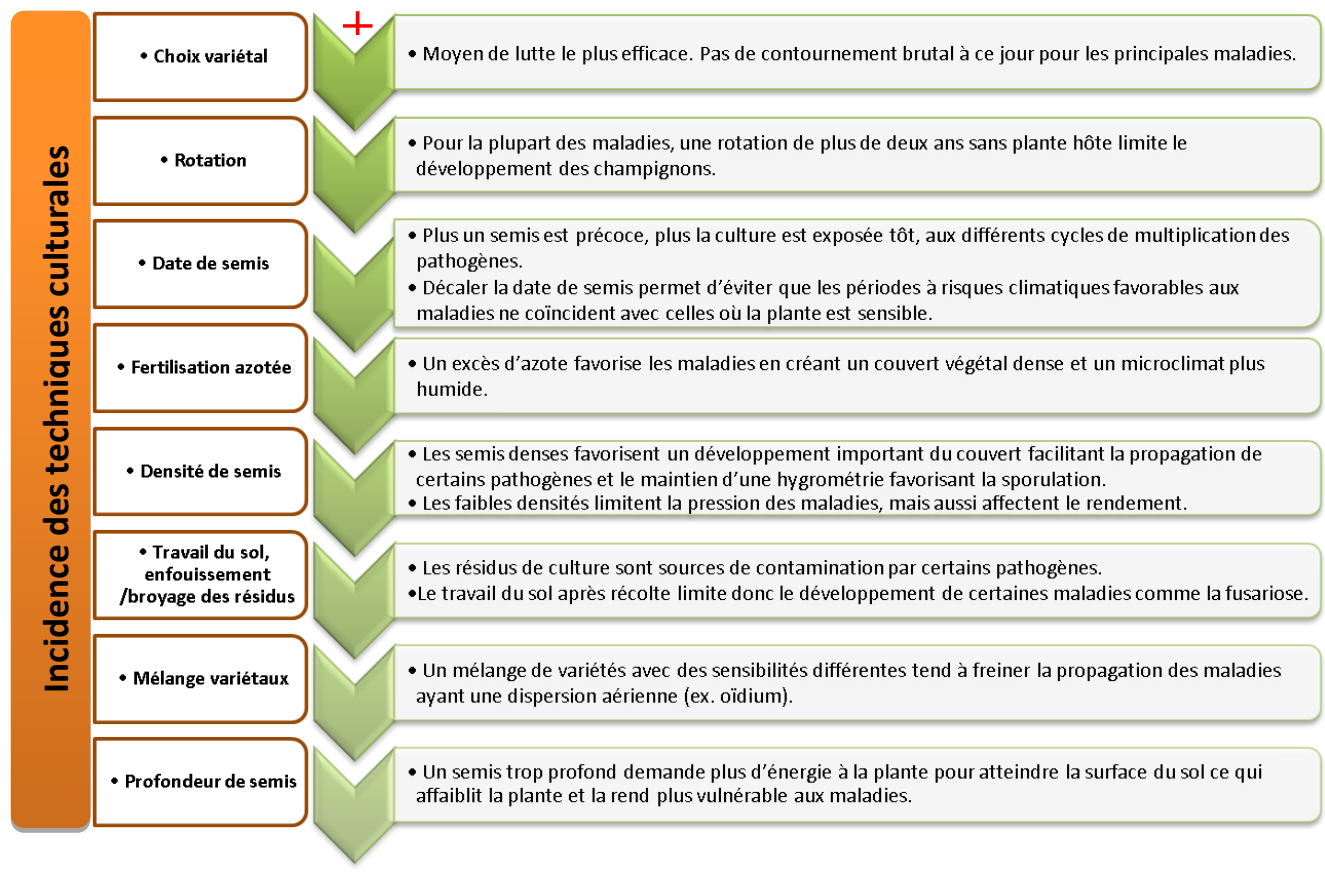 Incidence des techniques culturales
+
• Choix variétal
• Moyen de lutte le plus efficace. Pas de contournement brutal à ce jour pour les principales maladies.
• Rotation
• Pour la plupart des maladies, une rotation de plus de deux ans sans plante hôte limite le
développement des champignons.
• Date de semis
• Plus un semis est précoce, plus la culture est exposée tôt, aux différents cycles de multiplication des
pathogènes.
• Décaler la date de semis permet d'éviter que les périodes à risques climatiques favorables aux
maladies ne coïncident avec celles où la plante est sensible.
• Fertilisation azotée
• Un excès d'azote favorise les maladies en créant un couvert végétal dense et un microclimat plus
humide.
• Densité de semis
• Les semis denses favorisent un développement important du couvert facilitant la propagation de
certains pathogènes et le maintien d'une hygrométrie favorisant la sporulation.
• Les faibles densités limitent la pression des maladies, mais aussi affectent le rendement.
• Travail du sol,
enfouissement
/broyage des résidus
• Les résidus de culture sont sources de contamination par certains pathogènes.
•Le travail du sol après récolte limite donc le développement de certaines maladies comme la fusariose.
• Mélange variétaux
• Un mélange de variétés avec des sensibilités différentes tend à freiner la propagation des maladies
ayant une dispersion aérienne (ex. oïdium).
• Profondeur de semis
• Un semis trop profond demande plus d'énergie à la plante pour atteindre la surface du sol ce qui
affaiblit la plante et la rend plus vulnérable aux maladies.